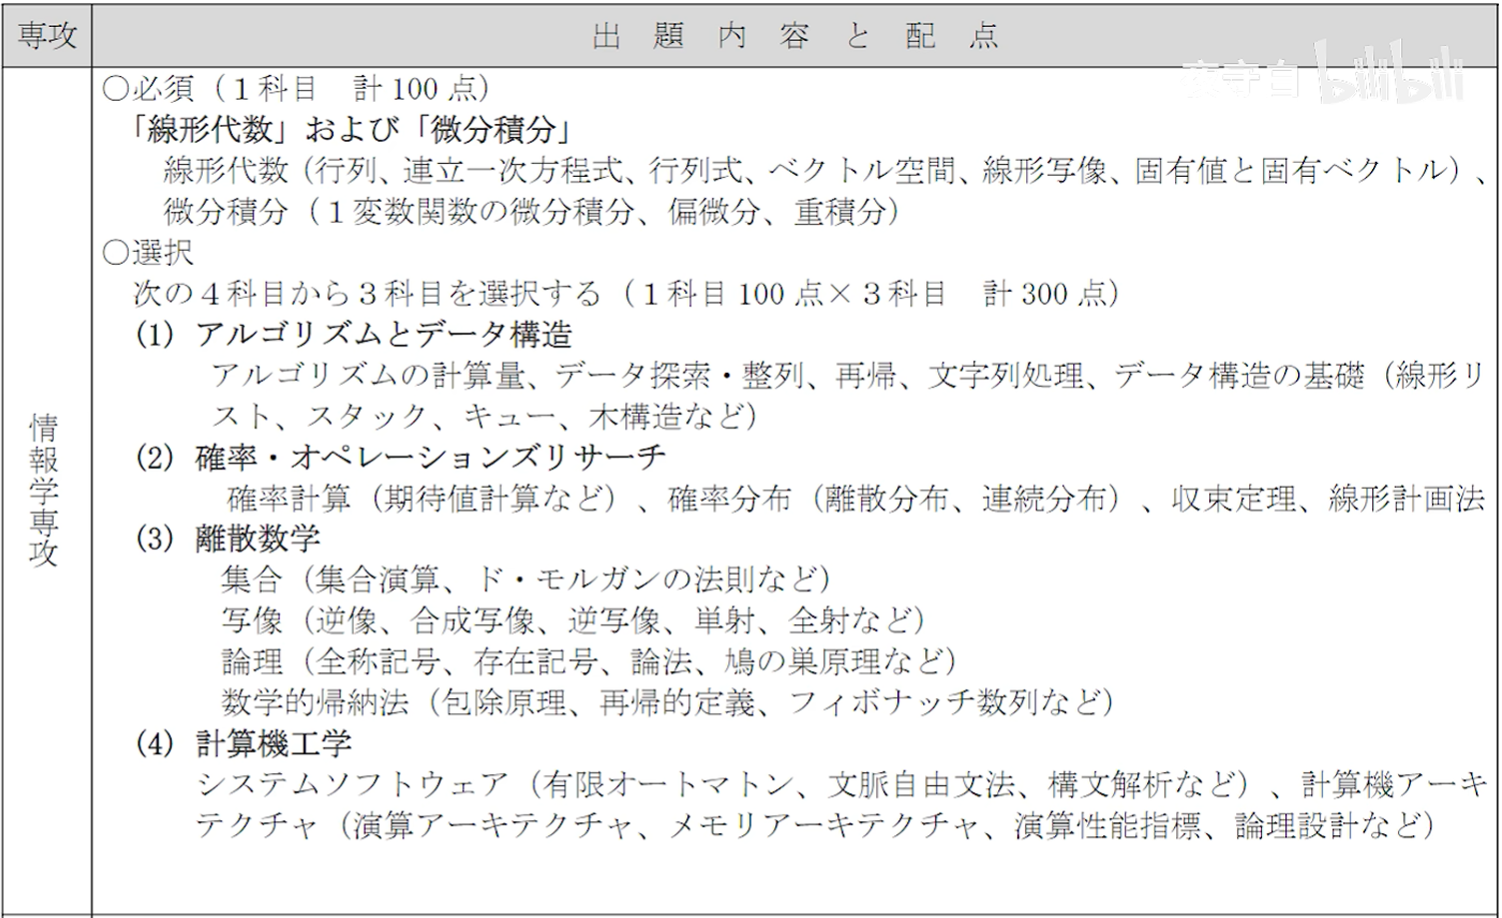 専攻
出題内容と配点
夜守白 bilibili
○必須（１科目　計100点）
「線形代数」および「微分積分」
線形代数（行列、連立一次方程式、行列式、ベクトル空間、線形写像、固有値と固有ベクトル）、
微分積分（１変数関数の微分積分、偏微分、重積分）
○選択
次の４科目から３科目を選択する（１科目100点×３科目　計300点）
(1) アルゴリズムとデータ構造
アルゴリズムの計算量、データ探索・整列、再帰、文字列処理、データ構造の基礎（線形リ
スト、スタック、キュー、木構造など）
(2) 確率・オペレーションズリサーチ
確率計算（期待値計算など）、確率分布（離散分布、連続分布）、収束定理、線形計画法
(3) 離散数学
集合（集合演算、ド・モルガンの法則など）
写像（逆像、合成写像、逆写像、単射、全射など）
論理（全称記号、存在記号、論法、鳩の巣原理など）
数学的帰納法（包除原理、再帰的定義、フィボナッチ数列など）
(4) 計算機工学
システムソフトウェア（有限オートマトン、文脈自由文法、構文解析など）、計算機アーキ
テクチャ（演算アーキテクチャ、メモリアーキテクチャ、演算性能指標、論理設計など）
情報学専攻